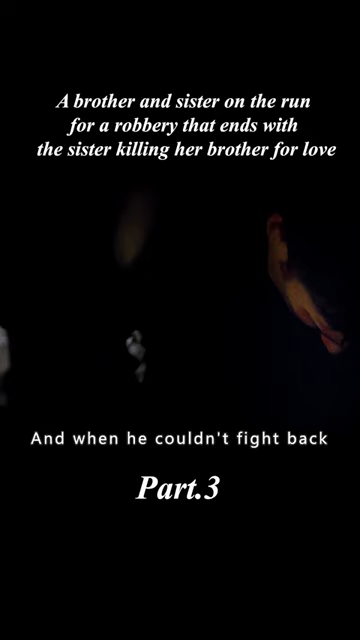 A brother and sister on the run
for a robbery that ends with
the sister killing her brother for love
And when he couldn't fight back
Part.3